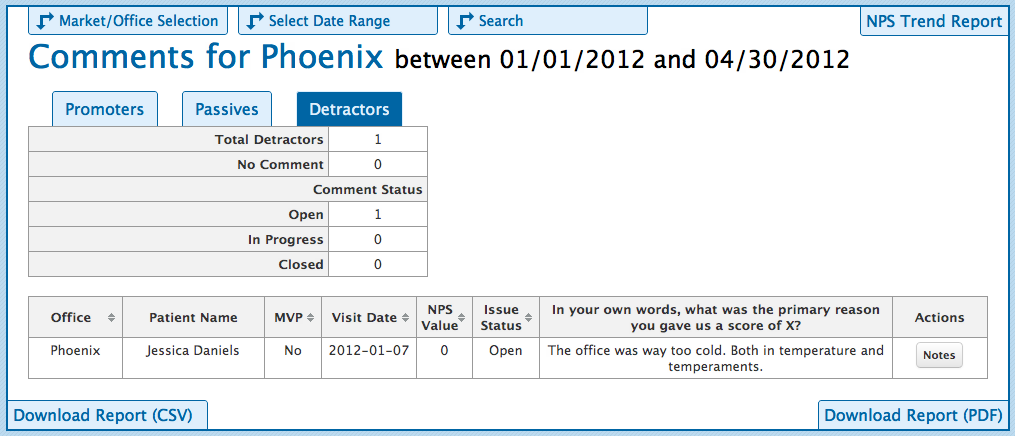 Market/Office Selection
Select Date Range
Search
NPS Trend Report
Comments for Phoenix between 01/01/2012 and 04/30/2012
Promoters
Passives
Detractors
Total Detractors 1
No Comment 0
Comment Status
Open 1
In Progress 0
Closed 0
Office
Patient Name
MVP
Visit Date
NPS
Value
Issue
Status
In your own words, what was the primary reason
you gave us a score of X?
Actions
Phoenix
Jessica Daniels
No
2012-01-07
0
Open
The office was way too cold. Both in temperature and
temperaments.
Notes
Download Report (CSV)
Download Report (PDF)